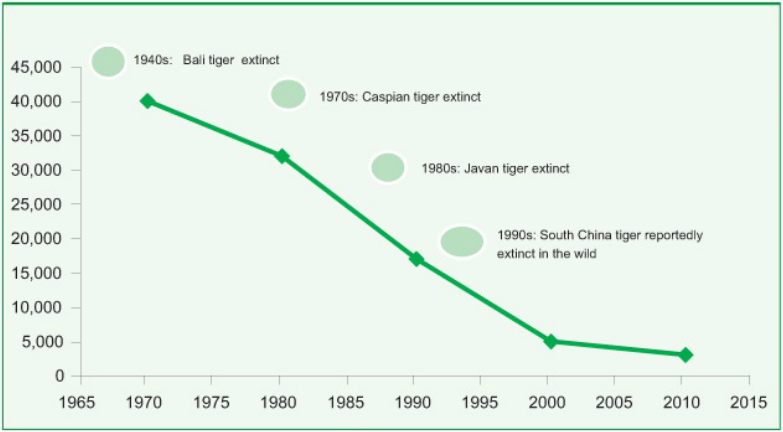 1940s: Bali tiger extinct
45,000
1970s: Caspian tiger extinct
40,000
35,000
1980s: Javan tiger extinct
30,000
25,000
1990s: South China tiger reportedly
extinct in the wild
20,000
15,000
10,000
5,000
0
1965 1970 1975 1980 1985 1990 1995 2000 2005 2010 2015